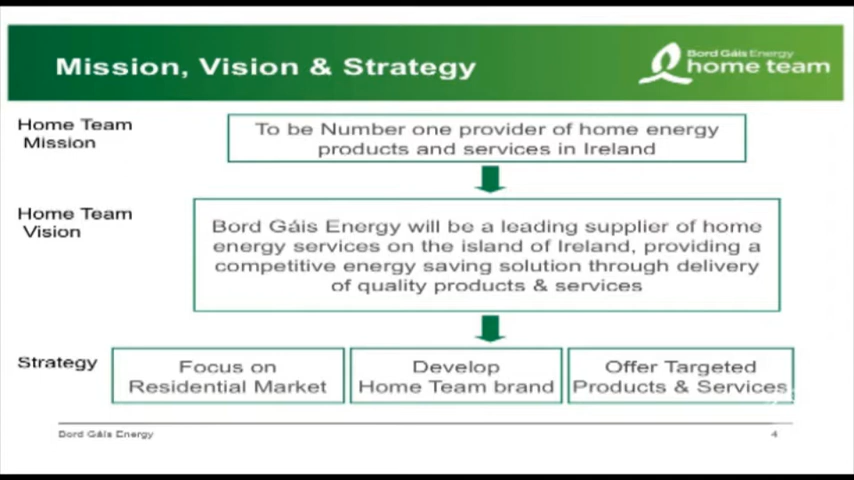 Mission, Vision & Strategy
Bord Gáis Energy
home team
Home Team
Mission
To be Number one provider of home energy
products and services in Ireland
Home Team
Vision
Bord Gáis Energy will be a leading supplier of home
energy services on the island of Ireland, providing a
competitive energy saving solution through delivery
of quality products & services
Strategy
Focus on
Residential Market
Develop
Home Team brand
Offer Targeted
Products & Services
Bord Gáis Energy
4